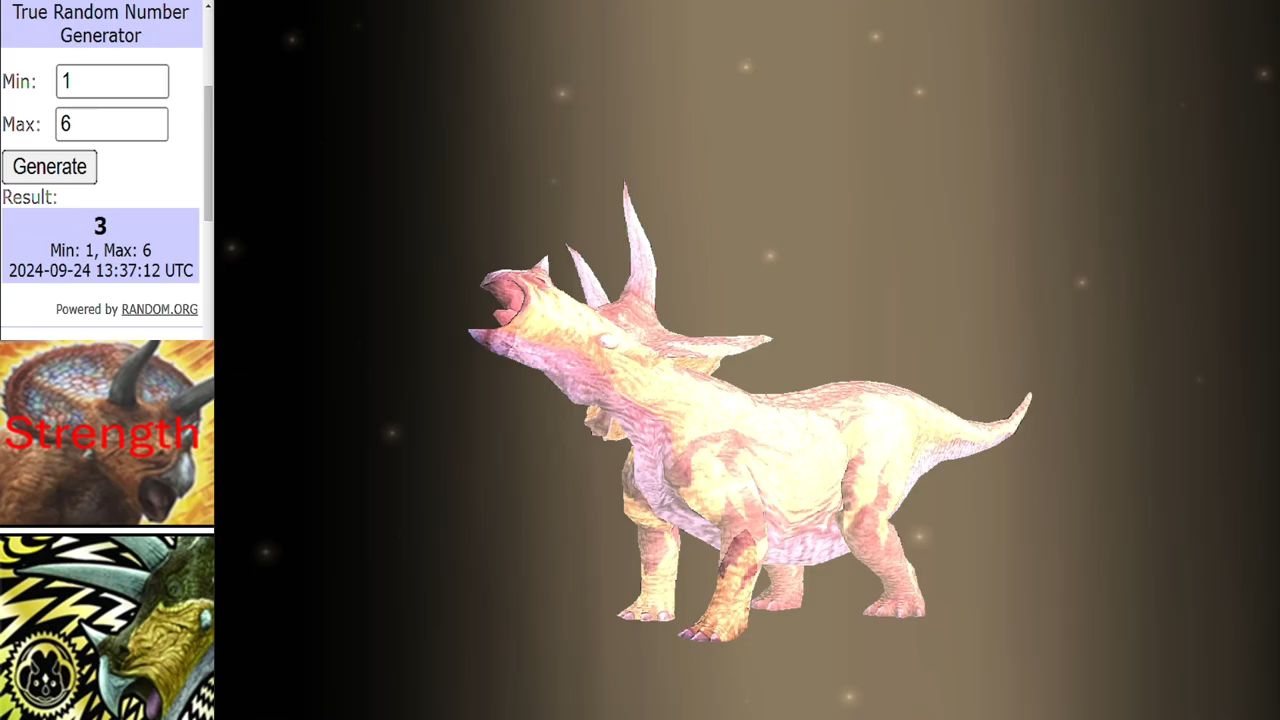 True Random Number
Generator
Min: 1
Max: 6
Generate
Result:
3
Min: 1, Max: 6
2024-09-24 13:37:12 UTC
Powered by RANDOM.ORG
Strength